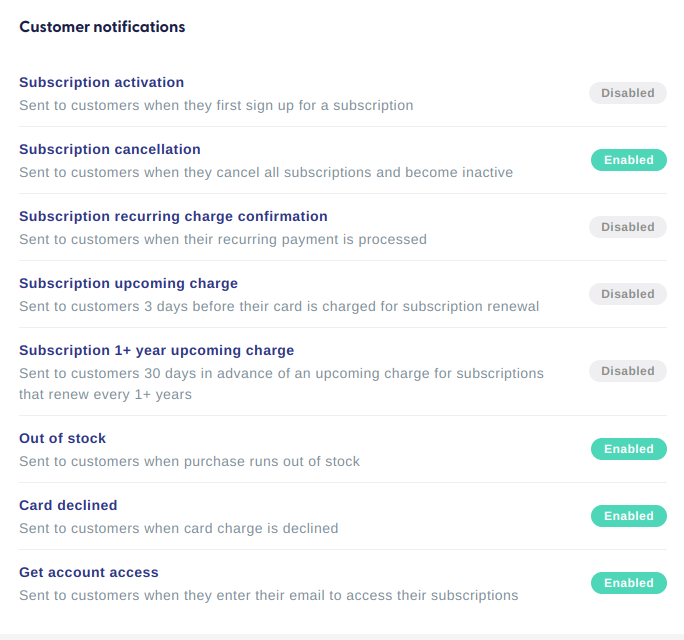 Customer notifications
Subscription activation
Sent to customers when they first sign up for a subscription
Disabled
Subscription cancellation
Sent to customers when they cancel all subscriptions and become inactive
Enabled
Subscription recurring charge confirmation
Sent to customers when their recurring payment is processed
Disabled
Subscription upcoming charge
Sent to customers 3 days before their card is charged for subscription renewal
Disabled
Subscription 1+ year upcoming charge
Sent to customers 30 days in advance of an upcoming charge for subscriptions
that renew every 1+ years
Disabled
Out of stock
Sent to customers when purchase runs out of stock
Enabled
Card declined
Sent to customers when card charge is declined
Enabled
Get account access
Sent to customers when they enter their email to access their subscriptions
Enabled